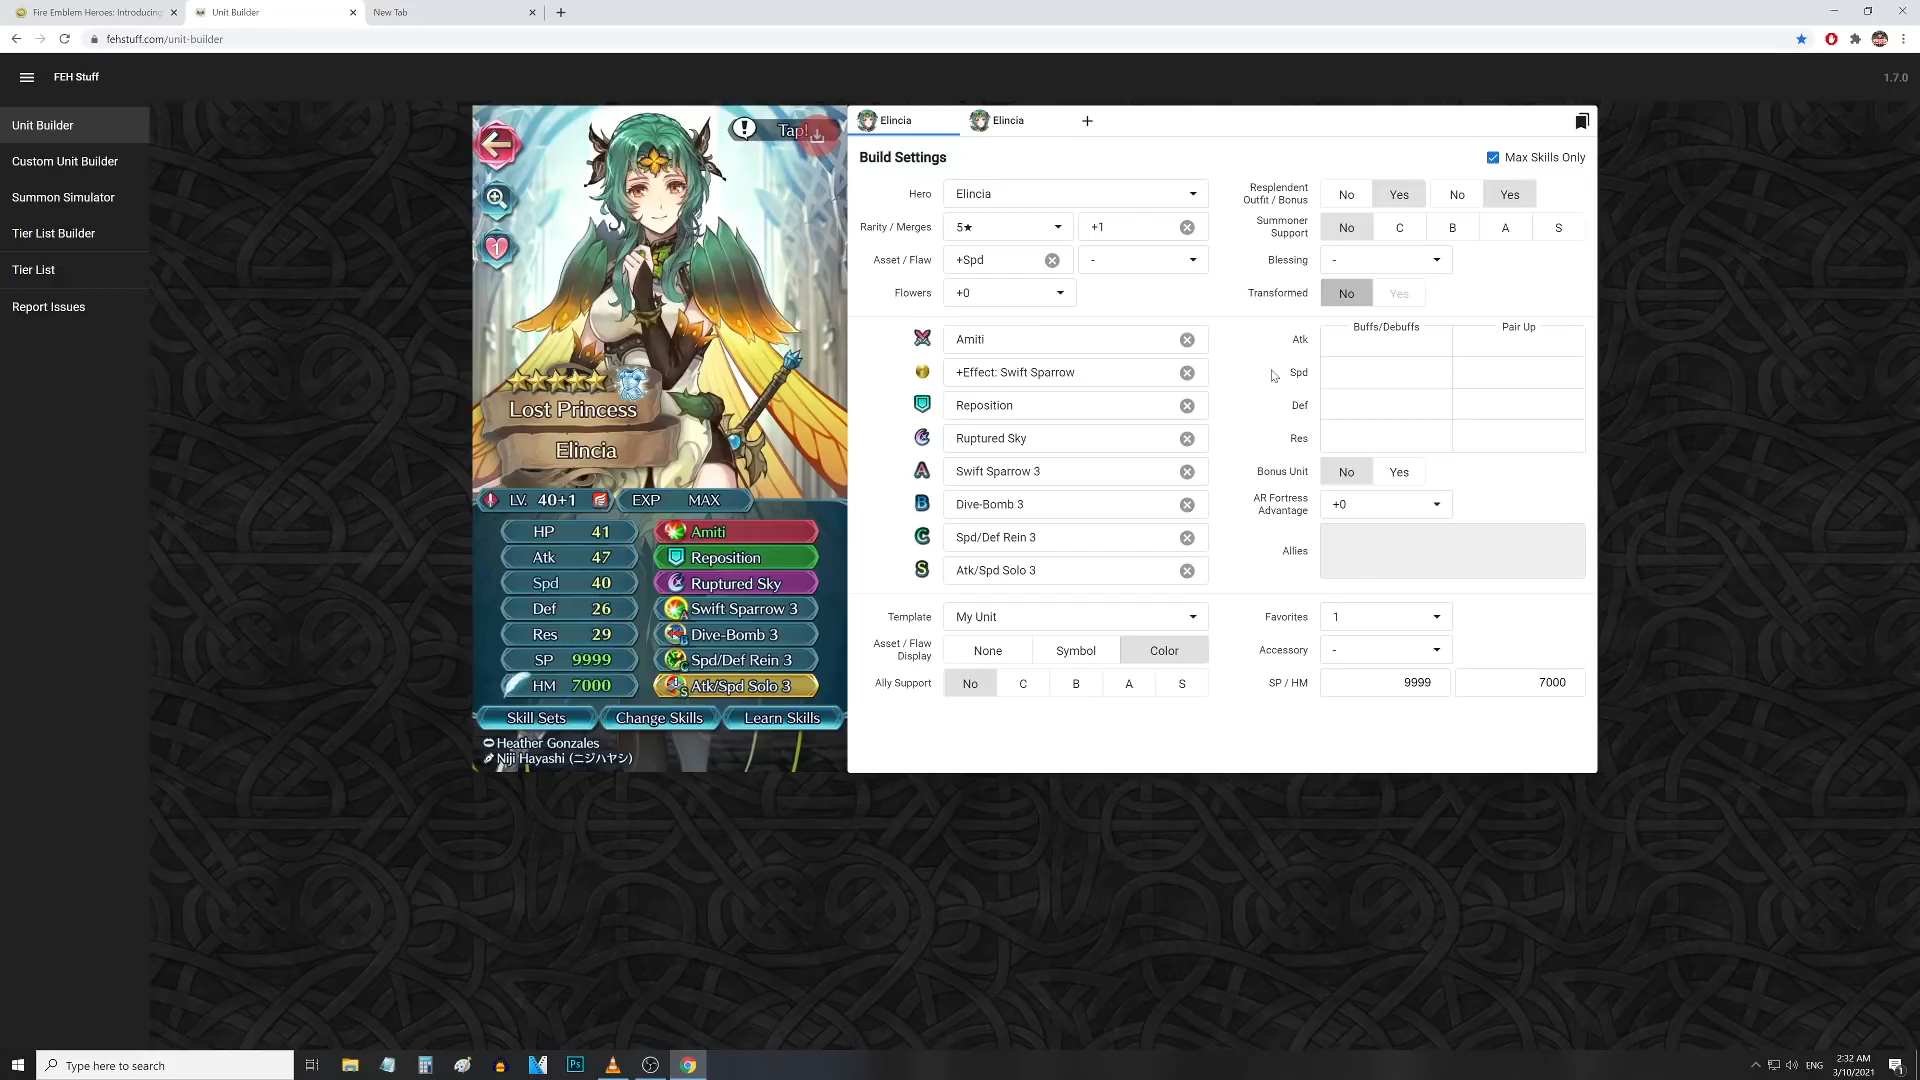 Fire Emblem Heroes: Introducing
Unit Builder
New Tab
fehstuff.com/unit-builder
FEH Stuff
1.7.0
Unit Builder
Custom Unit Builder
Summon Simulator
Tier List Builder
Tier List
Report Issues
Tap!
Lost Princess
Elincia
LV. 40+1 EXP MAX
HP 41
Atk 47
Spd 40
Def 26
Res 29
SP 9999
HM 7000
Amiti
Reposition
Ruptured Sky
Swift Sparrow 3
Dive-Bomb 3
Spd/Def Rein 3
Atk/Spd Solo 3
Skill Sets Change Skills Learn Skills
Heather Gonzales
Niji Hayashi (ニジハヤシ)
Elincia Elincia
Build Settings
Max Skills Only
Hero Elincia
Rarity / Merges 5★ +1
Asset / Flaw +Spd -
Flowers +0
Resplendent
Outfit / Bonus No Yes No Yes
Summoner
Support No C B A S
Blessing -
Transformed No Yes
Amiti
+Effect: Swift Sparrow
Reposition
Ruptured Sky
Swift Sparrow 3
Dive-Bomb 3
Spd/Def Rein 3
Atk/Spd Solo 3
Buffs/Debuffs Pair Up
Atk
Spd
Def
Res
Bonus Unit No Yes
AR Fortress
Advantage +0
Allies
Template My Unit
Asset / Flaw
Display None Symbol Color
Ally Support No C B A S
Favorites 1
Accessory -
SP / HM 9999 7000
Type here to search
Ps
ENG
2:32 AM
3/10/2021